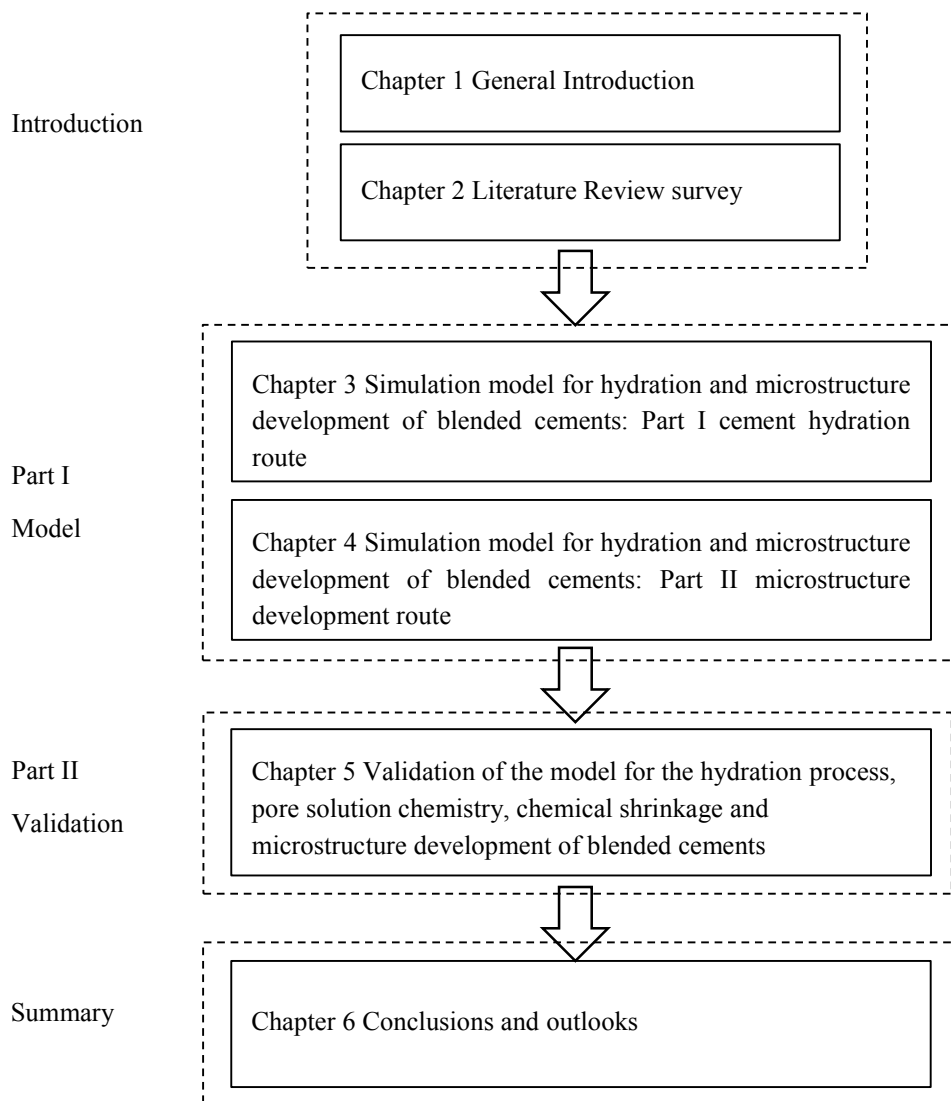 Introduction
Chapter 1 General Introduction
Chapter 2 Literature Review survey
Part I
Model
Chapter 3 Simulation model for hydration and microstructure
development of blended cements: Part I cement hydration
route
Chapter 4 Simulation model for hydration and microstructure
development of blended cements: Part II microstructure
development route
Part II
Validation
Chapter 5 Validation of the model for the hydration process,
pore solution chemistry, chemical shrinkage and
microstructure development of blended cements
Summary
Chapter 6 Conclusions and outlooks